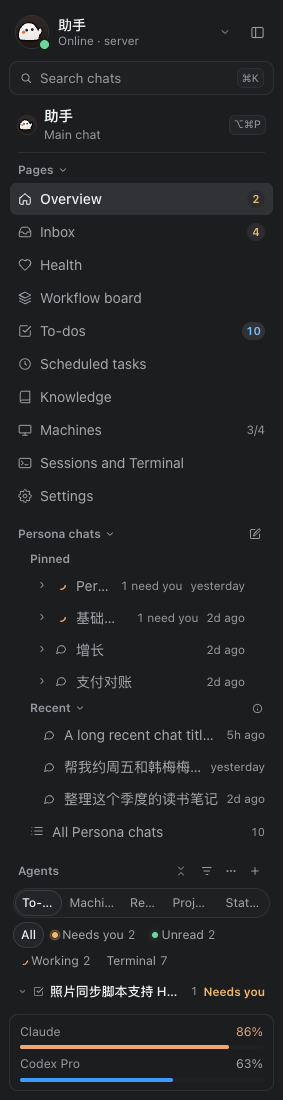 助手
Online · server
Search chats ⌘K
助手
Main chat ⌥⌘P
Pages
Overview 2
Inbox 4
Health
Workflow board
To-dos 10
Scheduled tasks
Knowledge
Machines 3/4
Sessions and Terminal
Settings
Persona chats
Pinned
Per... 1 need you yesterday
基础... 1 need you 2d ago
增长 2d ago
支付对账 2d ago
Recent
A long recent chat titl... 5h ago
帮我约周五和韩梅梅... yesterday
整理这个季度的读书笔记 2d ago
All Persona chats 10
Agents
To-... Machi... Re... Proj... Stat...
All Needs you 2 Unread 2
Working 2 Terminal 7
照片同步脚本支持 H... 1 Needs you
Claude 86%
Codex Pro 63%